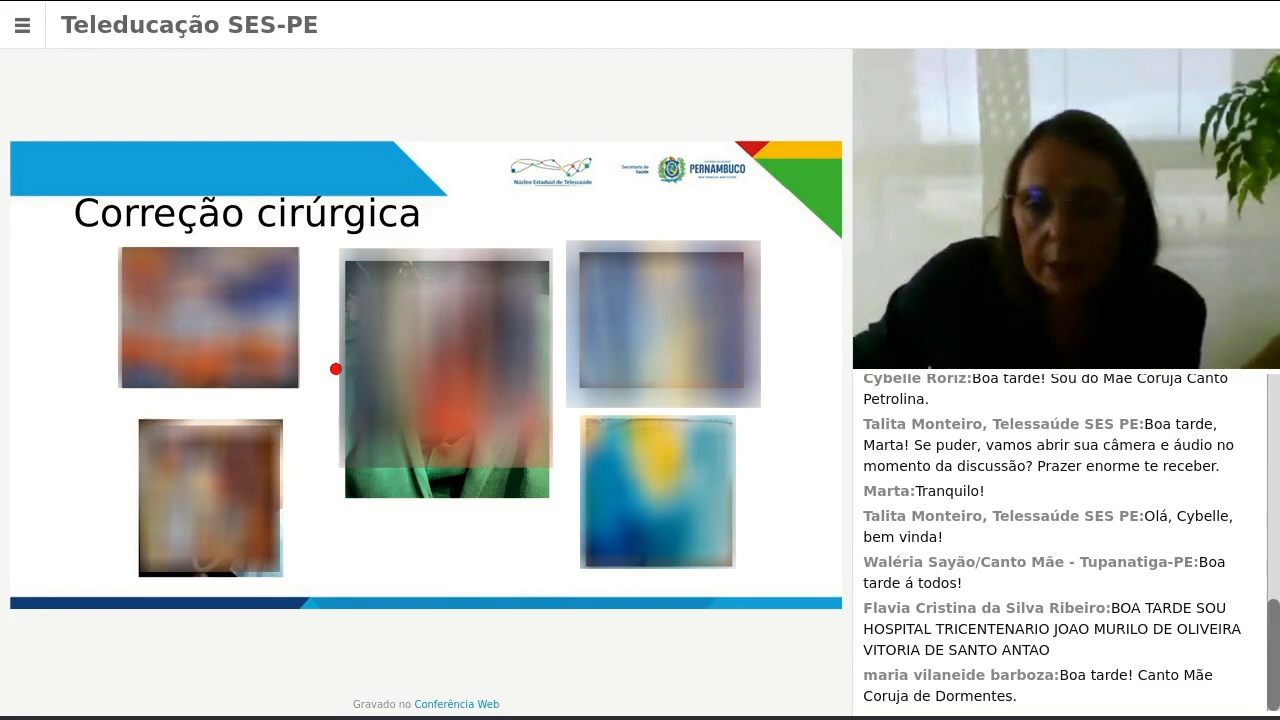 Teleducação SES-PE
Núcleo Estadual de Telessaúde
Secretaria de
Saúde
PERNAMBUCO
Correção cirúrgica
Cybelle Roriz:Boa tarde! Sou do Mãe Coruja Canto
Petrolina.
Talita Monteiro, Telessaúde SES PE:Boa tarde,
Marta! Se puder, vamos abrir sua câmera e áudio no
momento da discussão? Prazer enorme te receber.
Marta:Tranquilo!
Talita Monteiro, Telessaúde SES PE:Olá, Cybelle,
bem vinda!
Waléria Sayão/Canto Mãe - Tupanatiga-PE:Boa
tarde á todos!
Flavia Cristina da Silva Ribeiro:BOA TARDE SOU
HOSPITAL TRICENTENARIO JOAO MURILO DE OLIVEIRA
VITORIA DE SANTO ANTAO
maria vilaneide barboza:Boa tarde! Canto Mãe
Coruja de Dormentes.
Gravado no Conferência Web